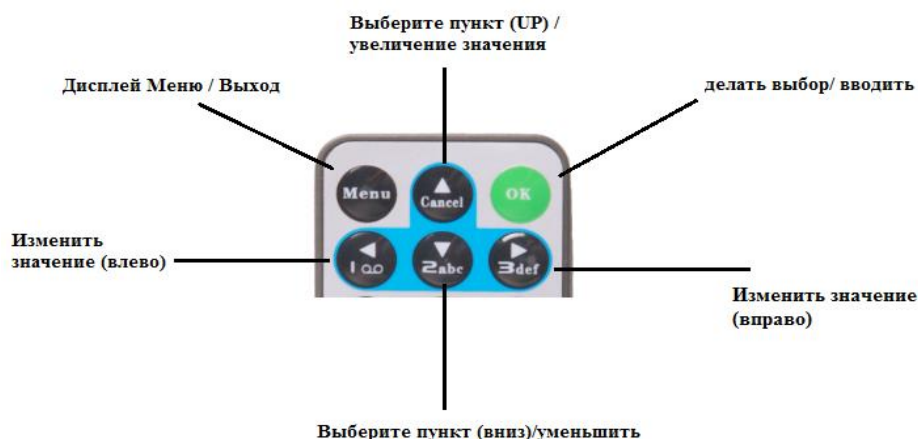 Выберите пункт (UP) /
увеличение значения
Дисплей Меню / Выход
делать выбор/ вводить
Menu
Cancel
OK
Изменить
значение (влево)
1
2abc
3def
Изменить значение
(вправо)
Выберите пункт (вниз)/уменьшить